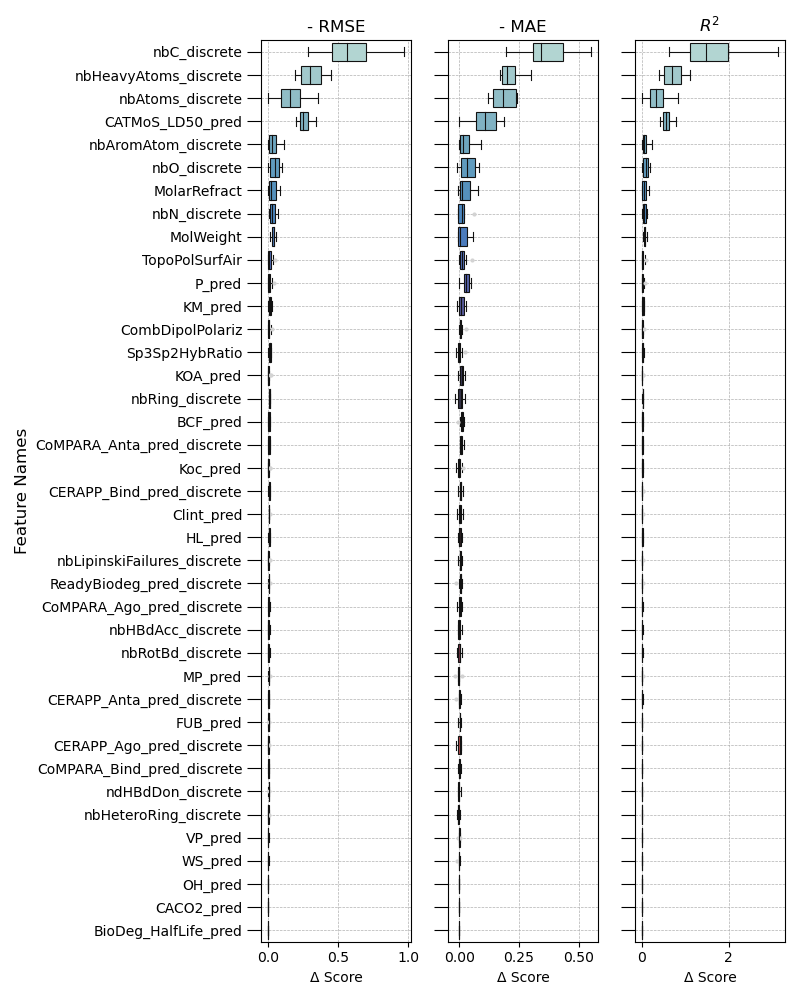 - RMSE
- MAE
R²
Feature Names
nbC_discrete
nbHeavyAtoms_discrete
nbAtoms_discrete
CATMoS_LD50_pred
nbAromAtom_discrete
nbO_discrete
MolarRefract
nbN_discrete
MolWeight
TopoPolSurfAir
P_pred
KM_pred
CombDipolPolariz
Sp3Sp2HybRatio
KOA_pred
nbRing_discrete
BCF_pred
CoMPARA_Anta_pred_discrete
Koc_pred
CERAPP_Bind_pred_discrete
Clint_pred
HL_pred
nbLipinskiFailures_discrete
ReadyBiodeg_pred_discrete
CoMPARA_Ago_pred_discrete
nbHBdAcc_discrete
nbRotBd_discrete
MP_pred
CERAPP_Anta_pred_discrete
FUB_pred
CERAPP_Ago_pred_discrete
CoMPARA_Bind_pred_discrete
ndHBdDon_discrete
nbHeteroRing_discrete
VP_pred
WS_pred
OH_pred
CACO2_pred
BioDeg_HalfLife_pred
0.0 0.5 1.0
0.00 0.25 0.50
0 2
Δ Score
Δ Score
Δ Score